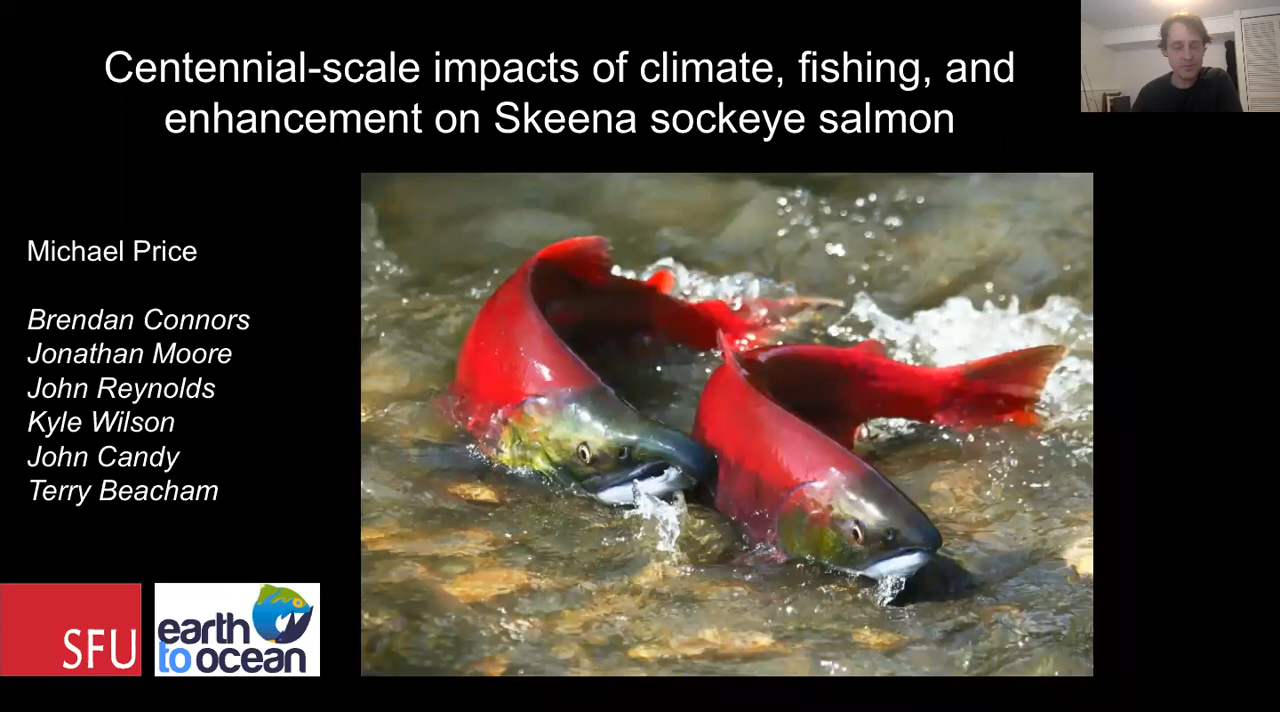 Centennial-scale impacts of climate, fishing, and
enhancement on Skeena sockeye salmon
Michael Price
Brendan Connors
Jonathan Moore
John Reynolds
Kyle Wilson
John Candy
Terry Beacham
SFU
earth
to ocean